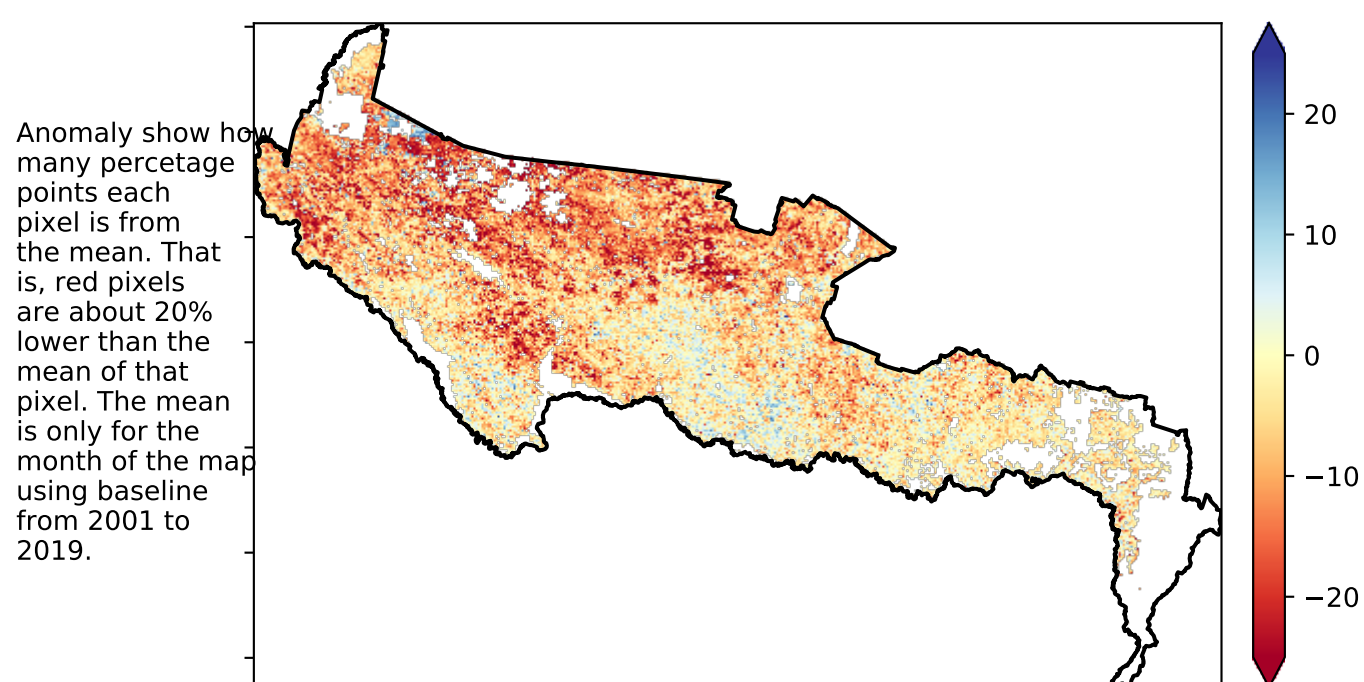 Anomaly show how
many percetage
points each
pixel is from
the mean. That
is, red pixels
are about 20%
lower than the
mean of that
pixel. The mean
is only for the
month of the map
using baseline
from 2001 to
2019.
20
10
0
−10
−20